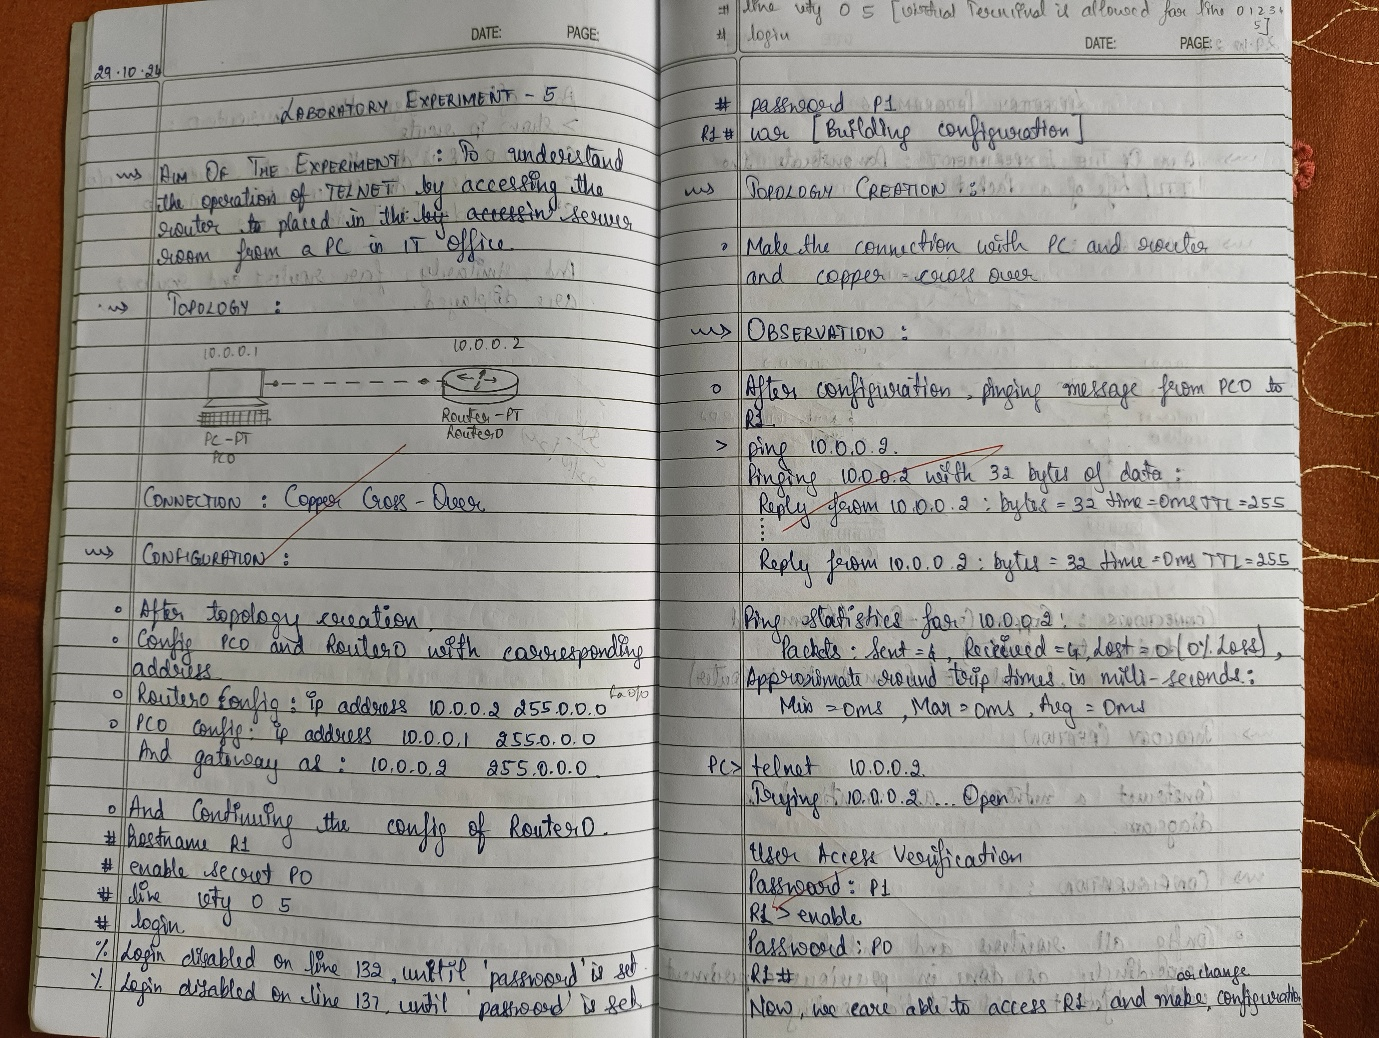 DATE: PAGE:
29.10.24
LABORATORY EXPERIMENT - 5
AIM OF THE EXPERIMENT : To understand
the operation of TELNET by accessing the
router to placed in the by accessin server
room from a PC in IT office.
TOPOLOGY :
10.0.0.1 10.0.0.2
Router-PT
Router0
PC-PT
PC0
CONNECTION : Copper Cross-Over
CONFIGURATION :
After topology creation,
Config PC0 and Router0 with corresponding
address
Router0 Config : ip address 10.0.0.2 255.0.0.0
PC0 config: ip address 10.0.0.1 255.0.0.0
And gateway as : 10.0.0.2 255.0.0.0
And Continuing the config of Router0.
# hostname R1
# enable secret P0
# line vty 0 5
# login
% Login disabled on line 132, until 'password' is set
% Login disabled on line 137, until 'password' is set
# line vty 0 5 [Virtual Terminal is allowed for line 0 1 2 3 4
5]
# login
DATE: PAGE:
# password P1
R1# war [Building configuration]
TOPOLOGY CREATION ::
Make the connection with PC and router
and copper - cross over
OBSERVATION :
After configuration, pinging message from PC0 to
R1.
> ping 10.0.0.2.
Pinging 10.0.0.2 with 32 bytes of data :
Reply from 10.0.0.2 : bytes = 32 time=0ms TTL=255
Reply from 10.0.0.2 : bytes = 32 time=0ms TTL=255
Ping statistics for 10.0.0.2:
Packets : Sent = 4, Received = 4, Lost = 0 (0% Loss),
Approximate round trip times in milli-seconds:
Min = 0ms, Max = 0ms, Avg = 0ms
PC> telnet 10.0.0.2.
Trying 10.0.0.2 ... Open
User Access Verification
Password: P1
R1> enable
Password: P0
R1#
or change
Now, we care able to access R1, and make configuration